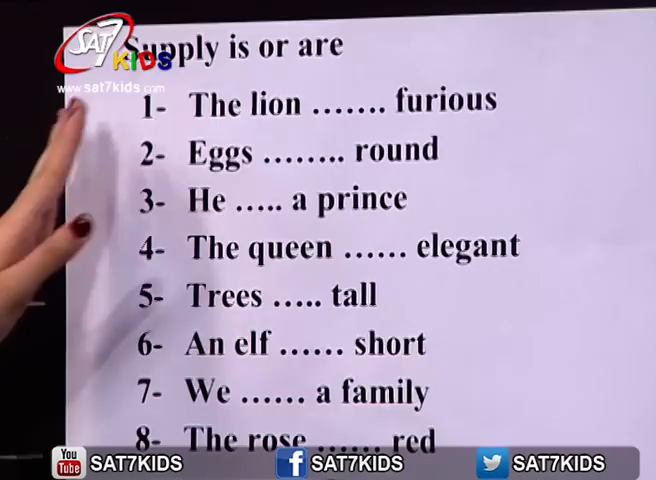 SAT7
KIDS
www.sat7kids.com
Supply is or are
1- The lion ....... furious
2- Eggs ........ round
3- He ..... a prince
4- The queen ...... elegant
5- Trees ..... tall
6- An elf ...... short
7- We ...... a family
8- The rose ...... red
You Tube SAT7KIDS f SAT7KIDS SAT7KIDS